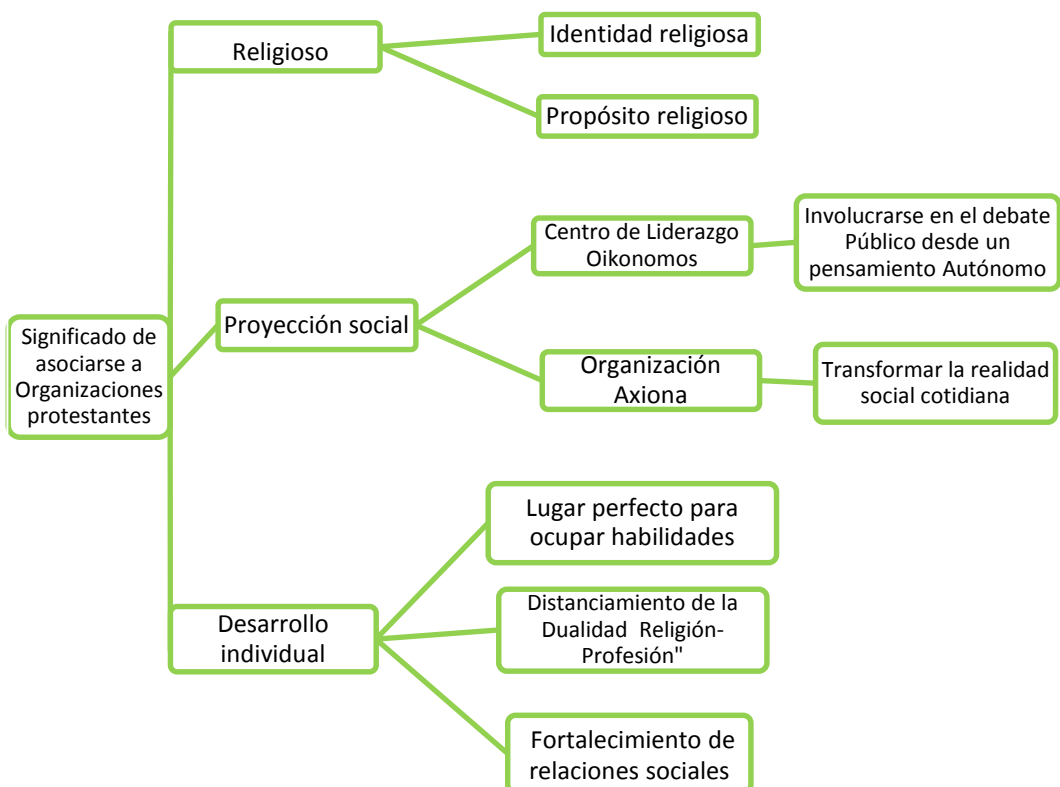 Religioso
Identidad religiosa
Propósito religioso
Significado de
asociarse a
Organizaciones
protestantes
Proyección social
Centro de Liderazgo
Oikonomos
Involucrarse en el debate
Público desde un
pensamiento Autónomo
Organización
Axiona
Transformar la realidad
social cotidiana
Desarrollo
individual
Lugar perfecto para
ocupar habilidades
Distanciamiento de la
Dualidad Religión-
Profesión"
Fortalecimiento de
relaciones sociales